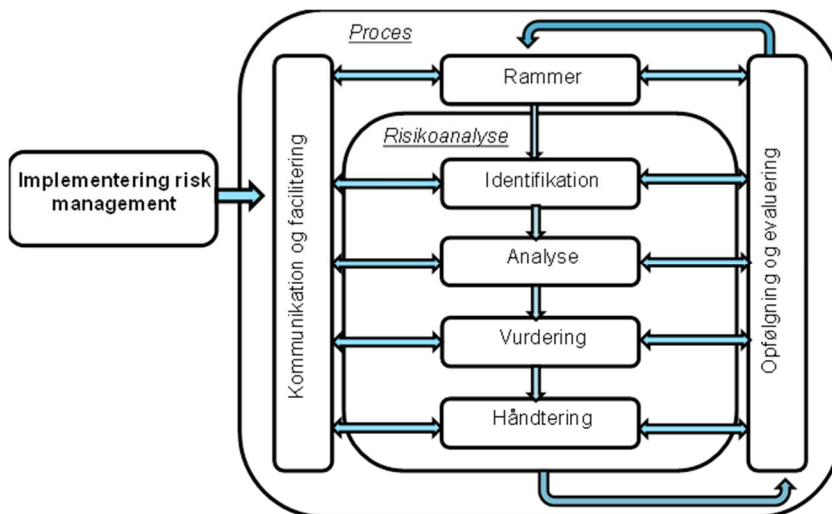 Proces
Rammer
Risikoanalyse
Implementering risk
management
Kommunikation og facilitering
Identifikation
Analyse
Vurdering
Håndtering
Opfølgning og evaluering